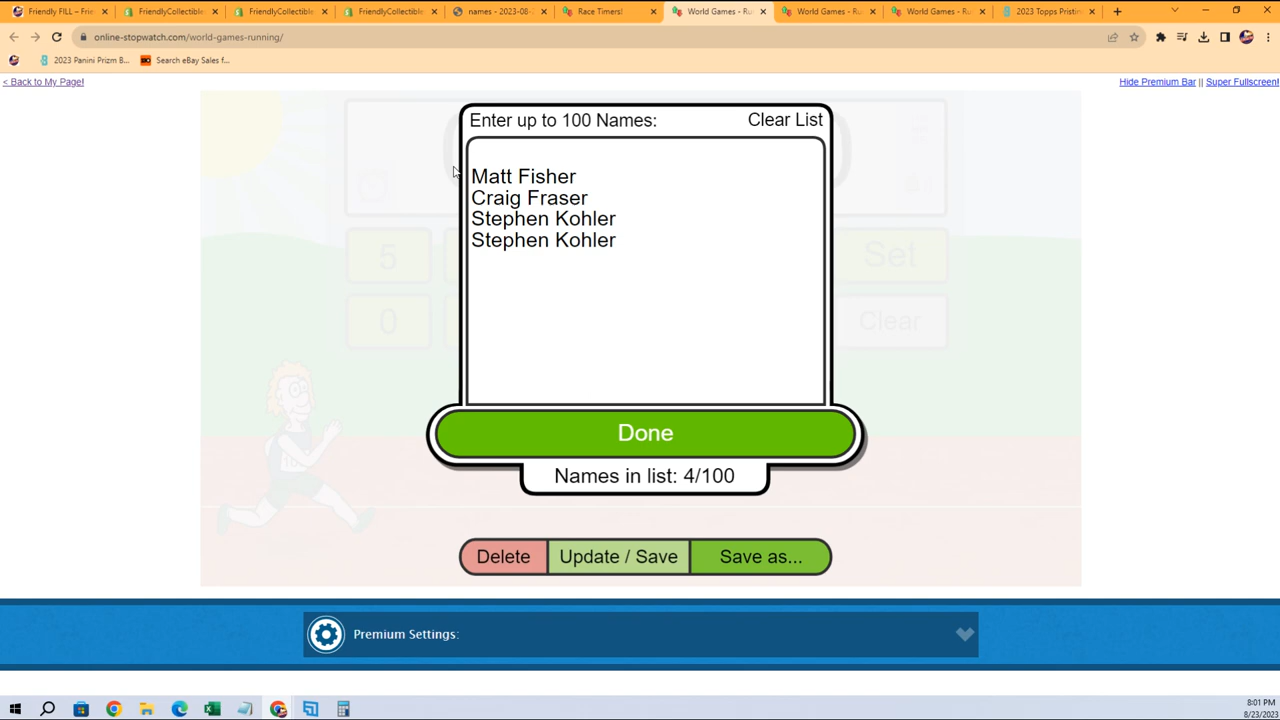 Friendly FILL – Frie
FriendlyCollectible
FriendlyCollectible
FriendlyCollectible
names - 2023-08-
Race Timers!
World Games - Ru
World Games - Ru
World Games - Ru
2023 Topps Pristin
online-stopwatch.com/world-games-running/
2023 Panini Prizm B...
Search eBay Sales f...
< Back to My Page!
Hide Premium Bar || Super Fullscreen!
Enter up to 100 Names:
Clear List
Matt Fisher
Craig Fraser
Stephen Kohler
Stephen Kohler
5
Set
0
Clear
Done
Names in list: 4/100
Delete
Update / Save
Save as...
Premium Settings:
8:01 PM
8/23/2023